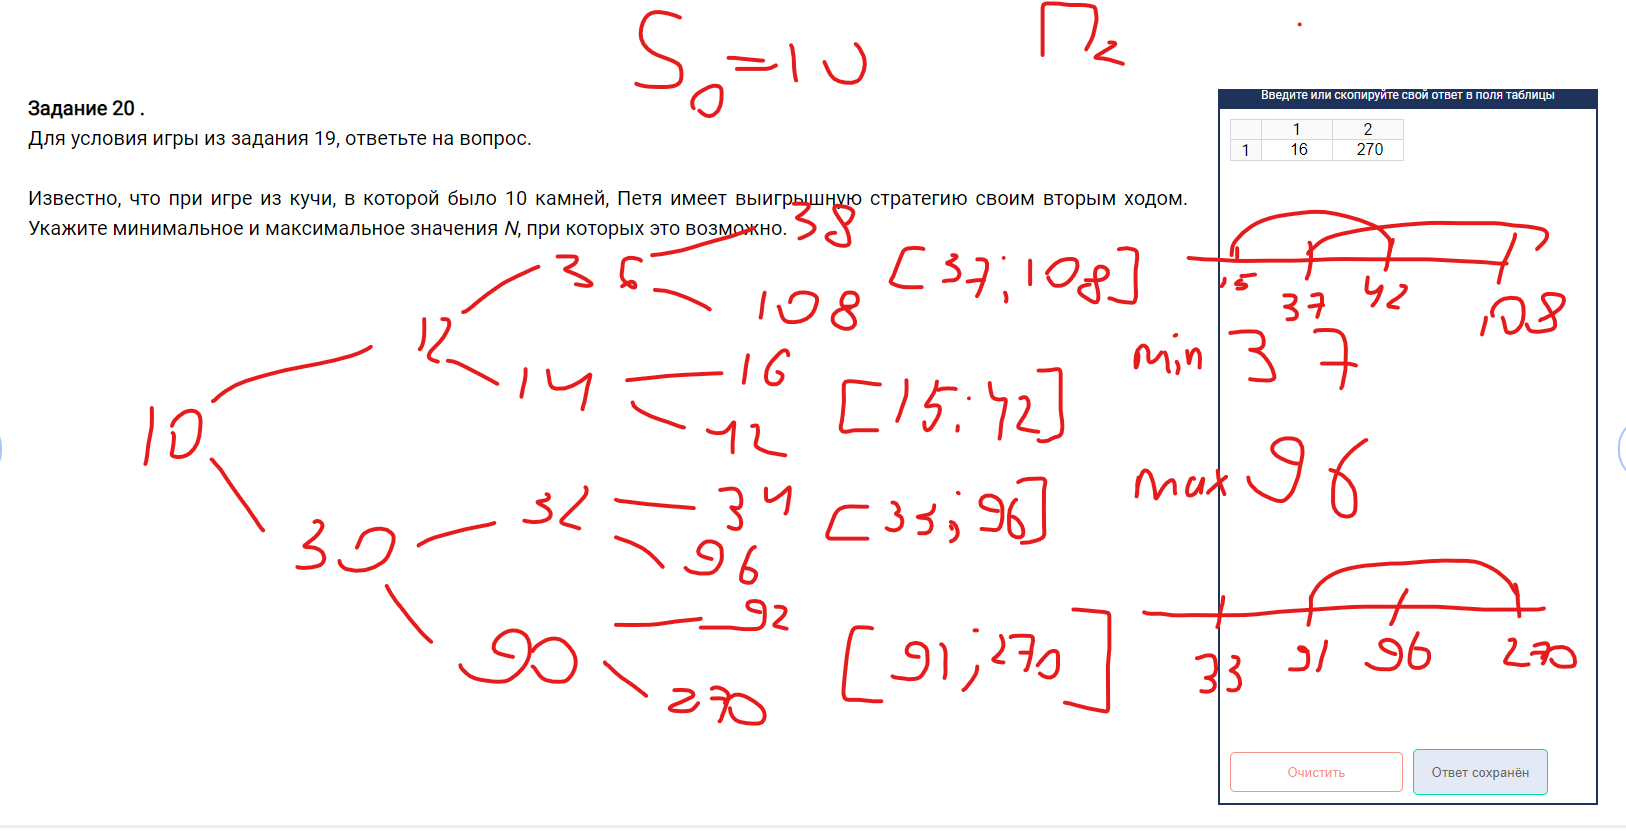 S₀=10
П₂
Введите или скопируйте свой ответ в поля таблицы
1 2
1 16 270
Задание 20 .
Для условия игры из задания 19, ответьте на вопрос.
Известно, что при игре из кучи, в которой было 10 камней, Петя имеет выигрышную стратегию своим вторым ходом.
Укажите минимальное и максимальное значения N, при которых это возможно.
38
36
[37; 108]
108
12
16
14
[15; 42]
42
10
34
32
[33; 96]
96
30
92
90
[91; 270]
270
15 37 42 108
min 37
max 96
33 91 96 270
Очистить
Ответ сохранён